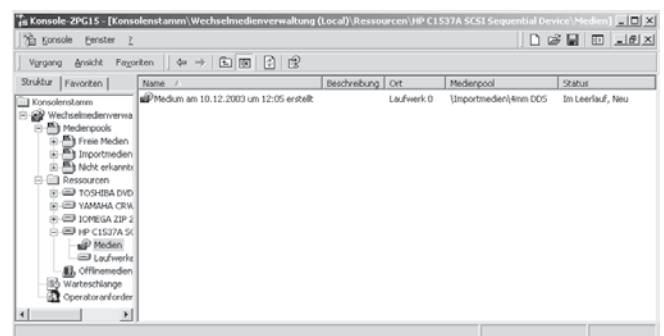 Konsole-ZPG15 - [Konsolenstamm\Wechselmedienverwaltung (Local)\Ressourcen\HP C1537A SCSI Sequential Device\Medien]
Konsole Fenster ?
Vorgang Ansicht Favoriten
Struktur Favoriten
Name Beschreibung Ort Medienpool Status
Medium am 10.12.2003 um 12:05 erstellt Laufwerk 0 \Importmedien\4mm DDS Im Leerlauf, Neu
Konsolenstamm
Wechselmedienverwa
Medienpools
Freie Medien
Importmedien
Nicht erkannte
Ressourcen
TOSHIBA DVD
YAMAHA CRW
IOMEGA ZIP 2
HP C1537A SC
Medien
Laufwerke
Offlinemedien
Warteschlange
Operatoranforder